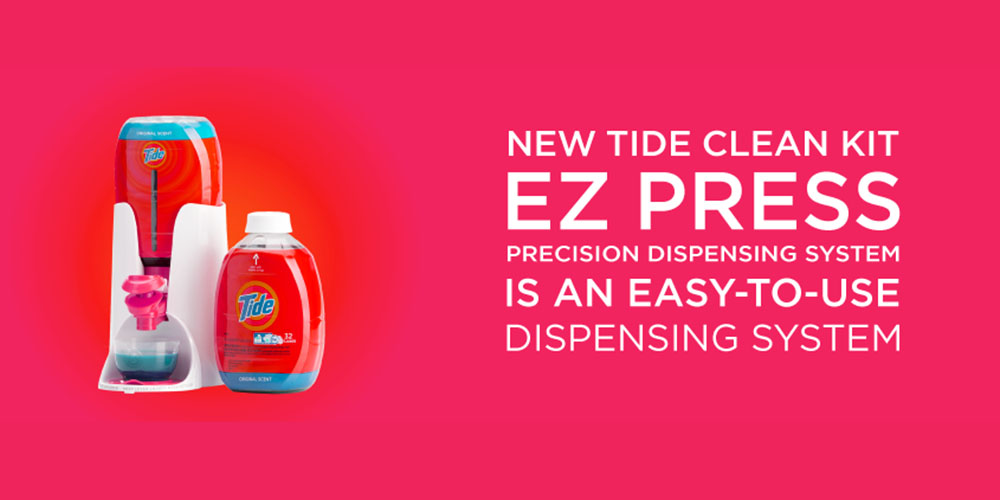 ORIGINAL SCENT
Tide
Tide
32
ORIGINAL SCENT
NEW TIDE CLEAN KIT
EZ PRESS
PRECISION DISPENSING SYSTEM
IS AN EASY-TO-USE
DISPENSING SYSTEM